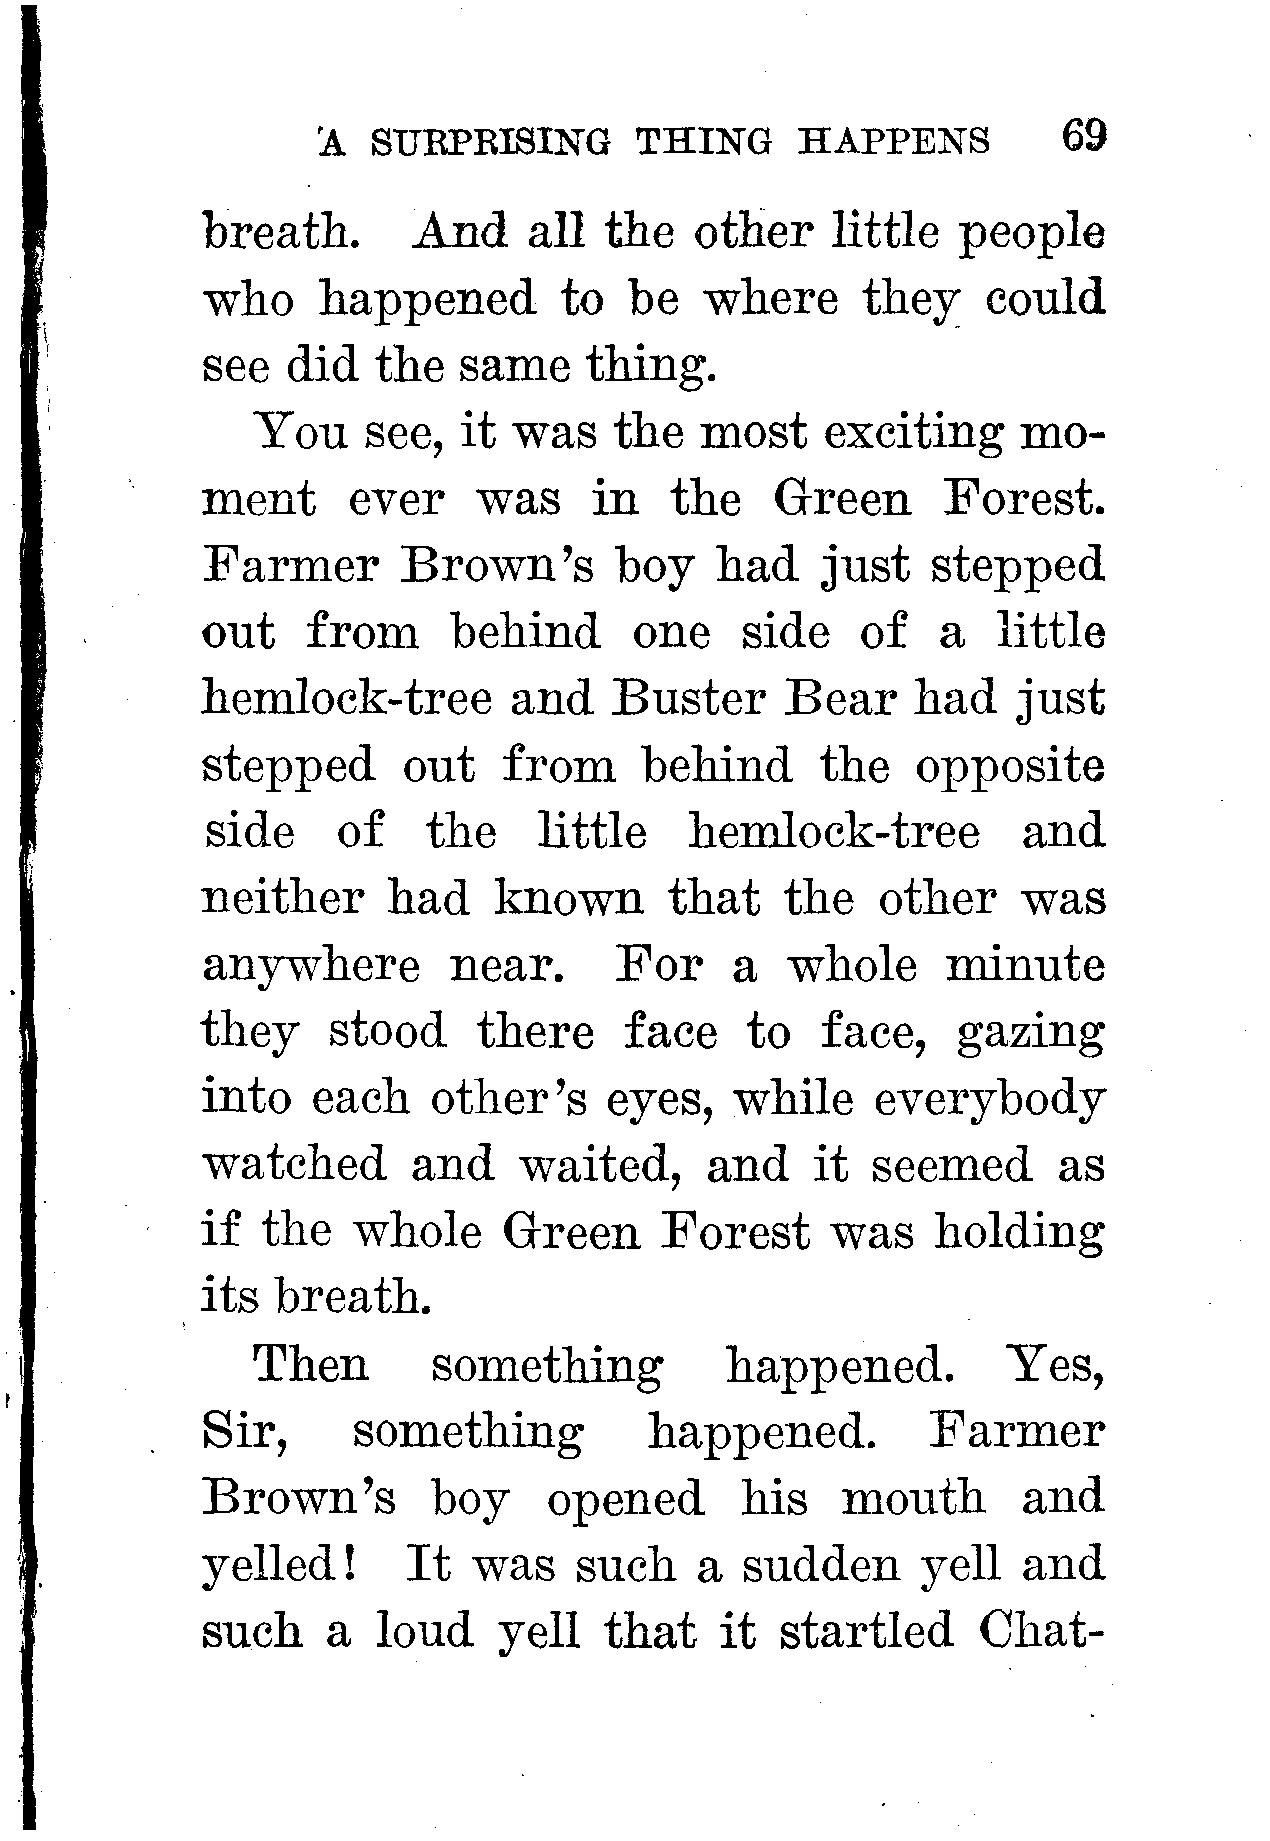 A SURPRISING THING HAPPENS 69
breath. And all the other little people
who happened to be where they could
see did the same thing.
You see, it was the most exciting mo-
ment ever was in the Green Forest.
Farmer Brown's boy had just stepped
out from behind one side of a little
hemlock-tree and Buster Bear had just
stepped out from behind the opposite
side of the little hemlock-tree and
neither had known that the other was
anywhere near. For a whole minute
they stood there face to face, gazing
into each other's eyes, while everybody
watched and waited, and it seemed as
if the whole Green Forest was holding
its breath.
Then something happened. Yes,
Sir, something happened. Farmer
Brown's boy opened his mouth and
yelled! It was such a sudden yell and
such a loud yell that it startled Chat-